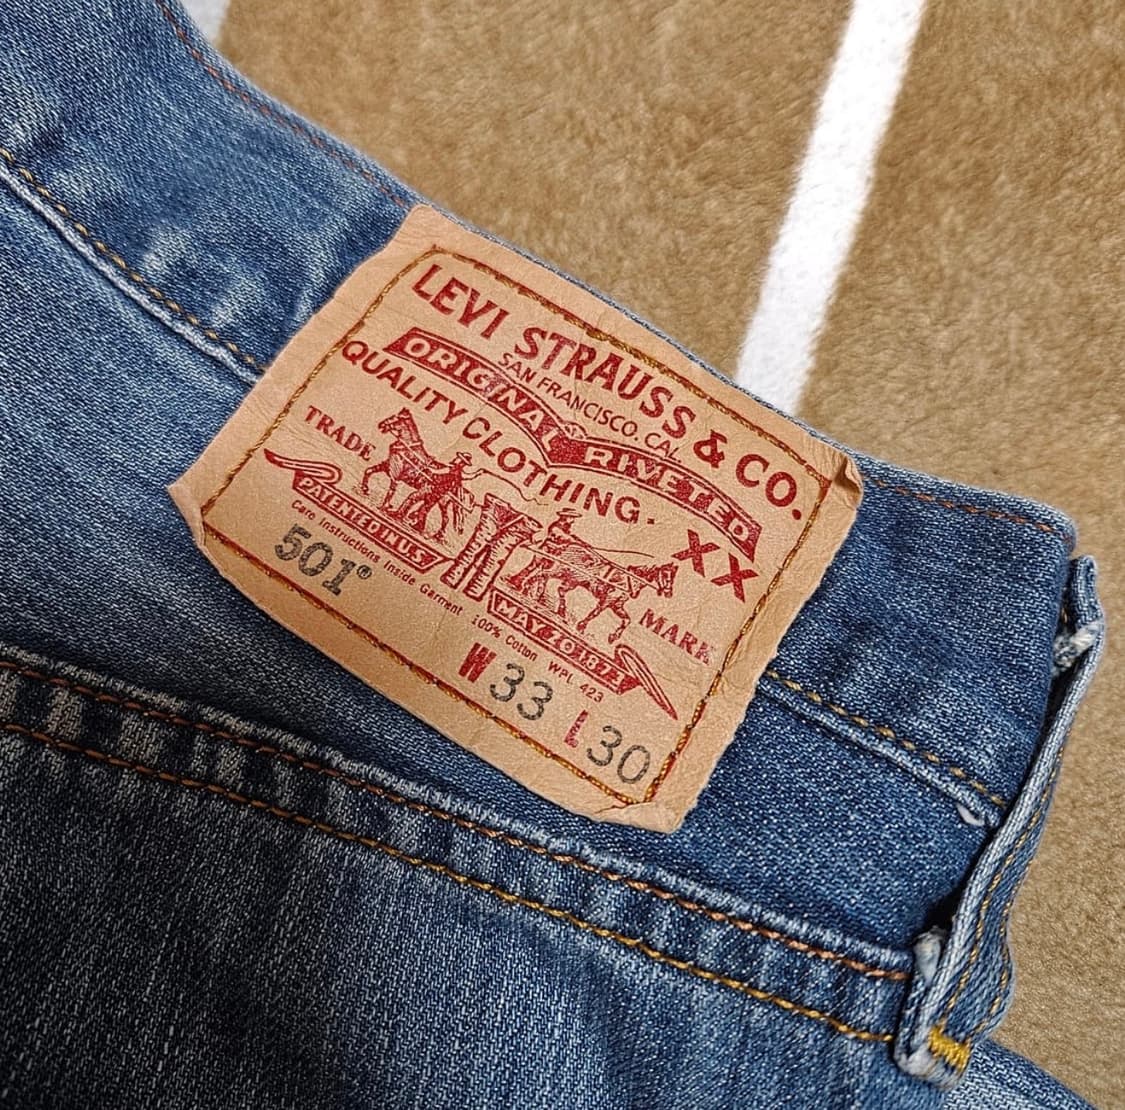 LEVI STRAUSS & CO.
SAN FRANCISCO, CAL.
ORIGINAL RIVETED
QUALITY CLOTHING.
XX
TRADE MARK
PATENTED IN U.S. MAY 20 1873
Care Instructions Inside Garment 100% Cotton WPL 423
501®
W 33 L 30